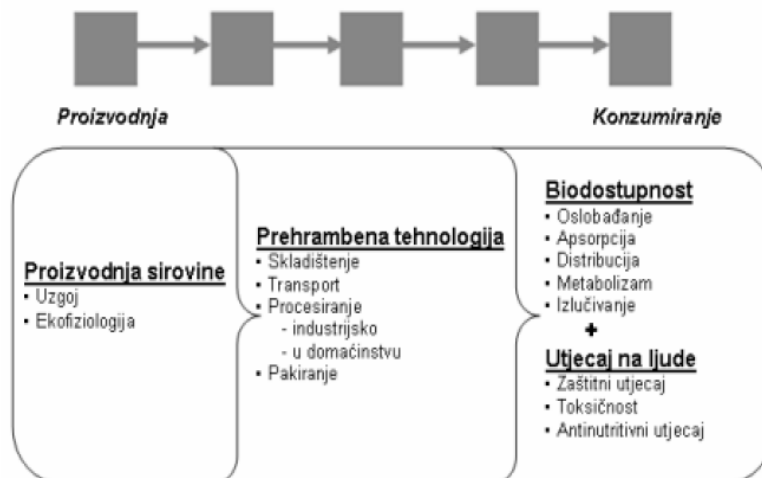 Proizvodnja
Konzumiranje
Proizvodnja sirovine
▪ Uzgoj
▪ Ekofiziologija
Prehrambena tehnologija
▪ Skladištenje
▪ Transport
▪ Procesiranje
- industrijsko
- u domaćinstvu
▪ Pakiranje
Biodostupnost
▪ Oslobađanje
▪ Apsorpcija
▪ Distribucija
▪ Metabolizam
▪ Izlučivanje
+
Utjecaj na ljude
▪ Zaštitni utjecaj
▪ Toksičnost
▪ Antinutritivni utjecaj